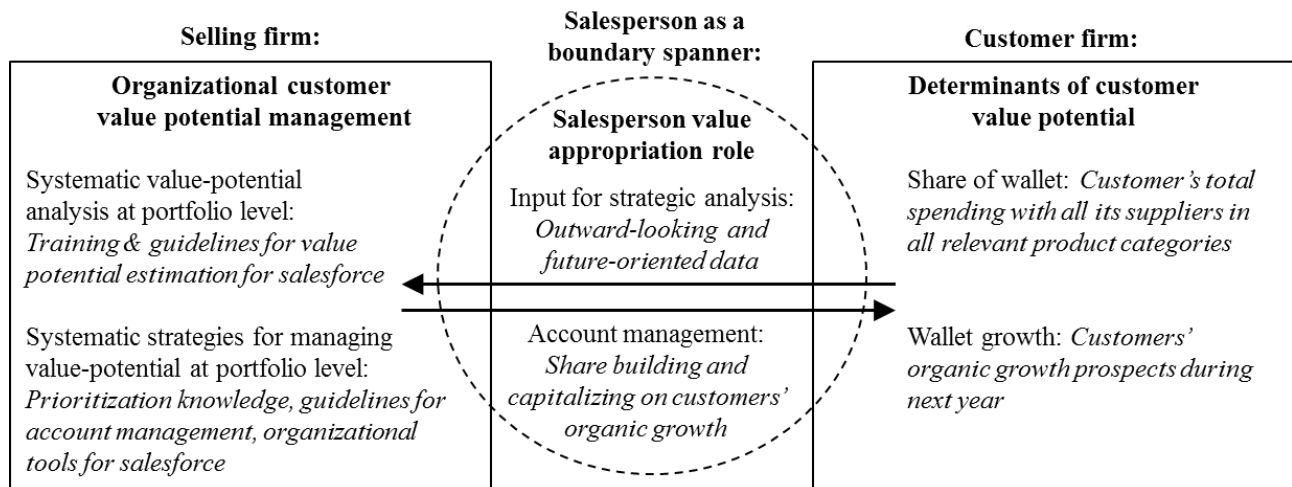 Selling firm:
Organizational customer
value potential management
Systematic value-potential
analysis at portfolio level:
Training & guidelines for value
potential estimation for salesforce
Systematic strategies for managing
value-potential at portfolio level:
Prioritization knowledge, guidelines for
account management, organizational
tools for salesforce
Salesperson as a
boundary spanner:
Salesperson value
appropriation role
Input for strategic analysis:
Outward-looking and
future-oriented data
Account management:
Share building and
capitalizing on customers’
organic growth
Customer firm:
Determinants of customer
value potential
Share of wallet: Customer’s total
spending with all its suppliers in
all relevant product categories
Wallet growth: Customers’
organic growth prospects during
next year